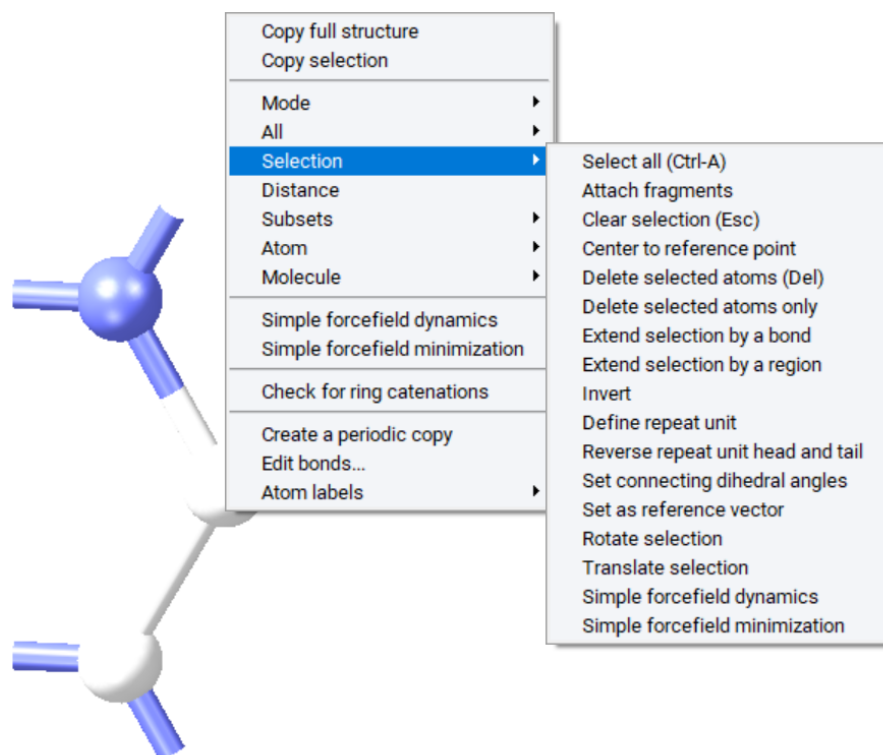 Copy full structure
Copy selection
Mode
All
Selection
Distance
Subsets
Atom
Molecule
Simple forcefield dynamics
Simple forcefield minimization
Check for ring catenations
Create a periodic copy
Edit bonds...
Atom labels
Select all (Ctrl-A)
Attach fragments
Clear selection (Esc)
Center to reference point
Delete selected atoms (Del)
Delete selected atoms only
Extend selection by a bond
Extend selection by a region
Invert
Define repeat unit
Reverse repeat unit head and tail
Set connecting dihedral angles
Set as reference vector
Rotate selection
Translate selection
Simple forcefield dynamics
Simple forcefield minimization